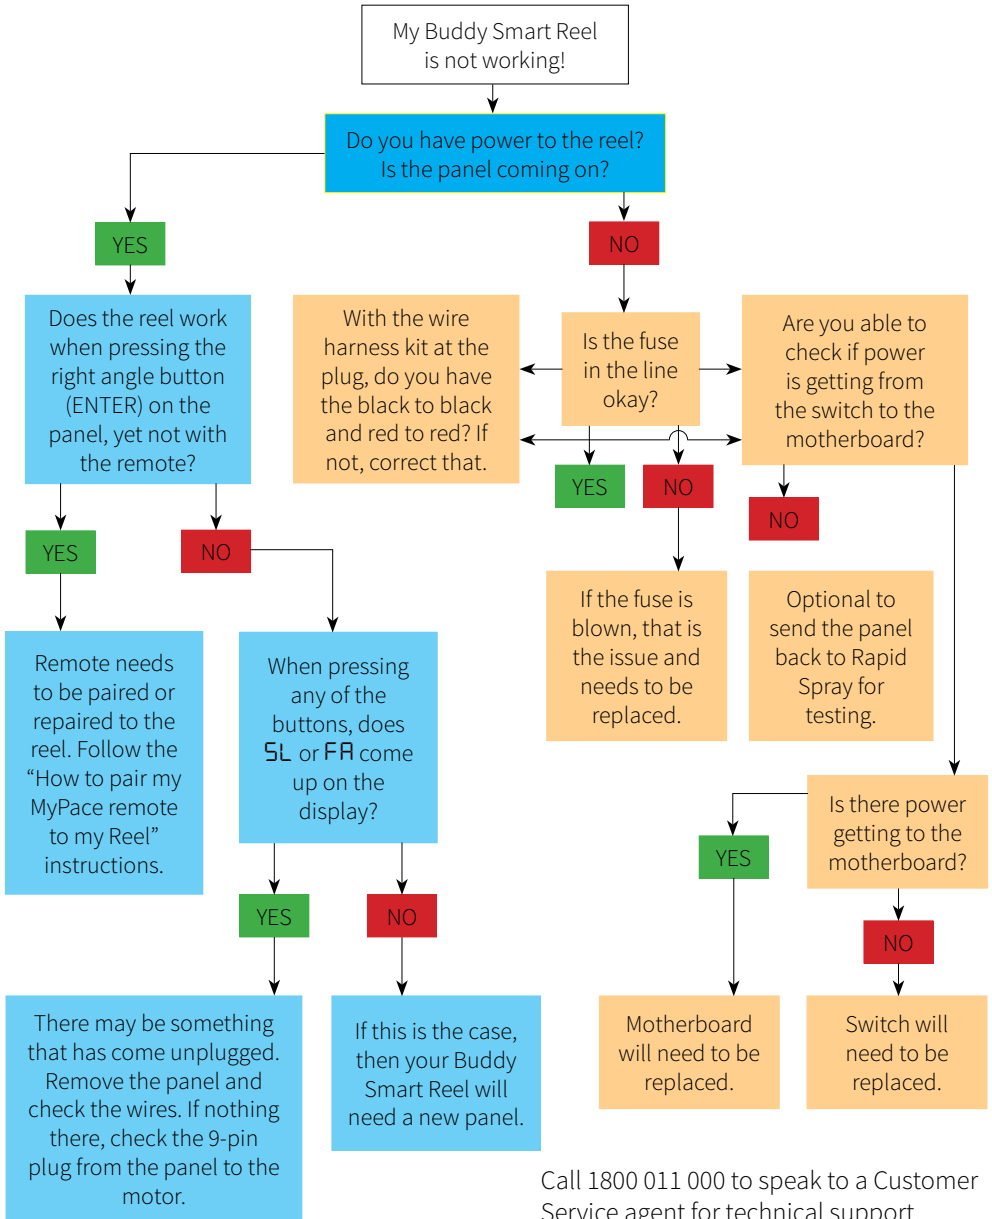 My Buddy Smart Reel
is not working!
Do you have power to the reel?
Is the panel coming on?
YES
NO
Does the reel work
when pressing the
right angle button
(ENTER) on the
panel, yet not with
the remote?
With the wire
harness kit at the
plug, do you have
the black to black
and red to red? If
not, correct that.
Is the fuse
in the line
okay?
Are you able to
check if power
is getting from
the switch to the
motherboard?
YES
NO
NO
YES
NO
Remote needs
to be paired or
repaired to the
reel. Follow the
“How to pair my
MyPace remote
to my Reel”
instructions.
When pressing
any of the
buttons, does
SL or FA come
up on the
display?
If the fuse is
blown, that is
the issue and
needs to be
replaced.
Optional to
send the panel
back to Rapid
Spray for
testing.
Is there power
getting to the
motherboard?
YES
NO
YES
NO
There may be something
that has come unplugged.
Remove the panel and
check the wires. If nothing
there, check the 9-pin
plug from the panel to the
motor.
If this is the case,
then your Buddy
Smart Reel will
need a new panel.
Motherboard
will need to be
replaced.
Switch will
need to be
replaced.
Call 1800 011 000 to speak to a Customer
Service agent for technical support